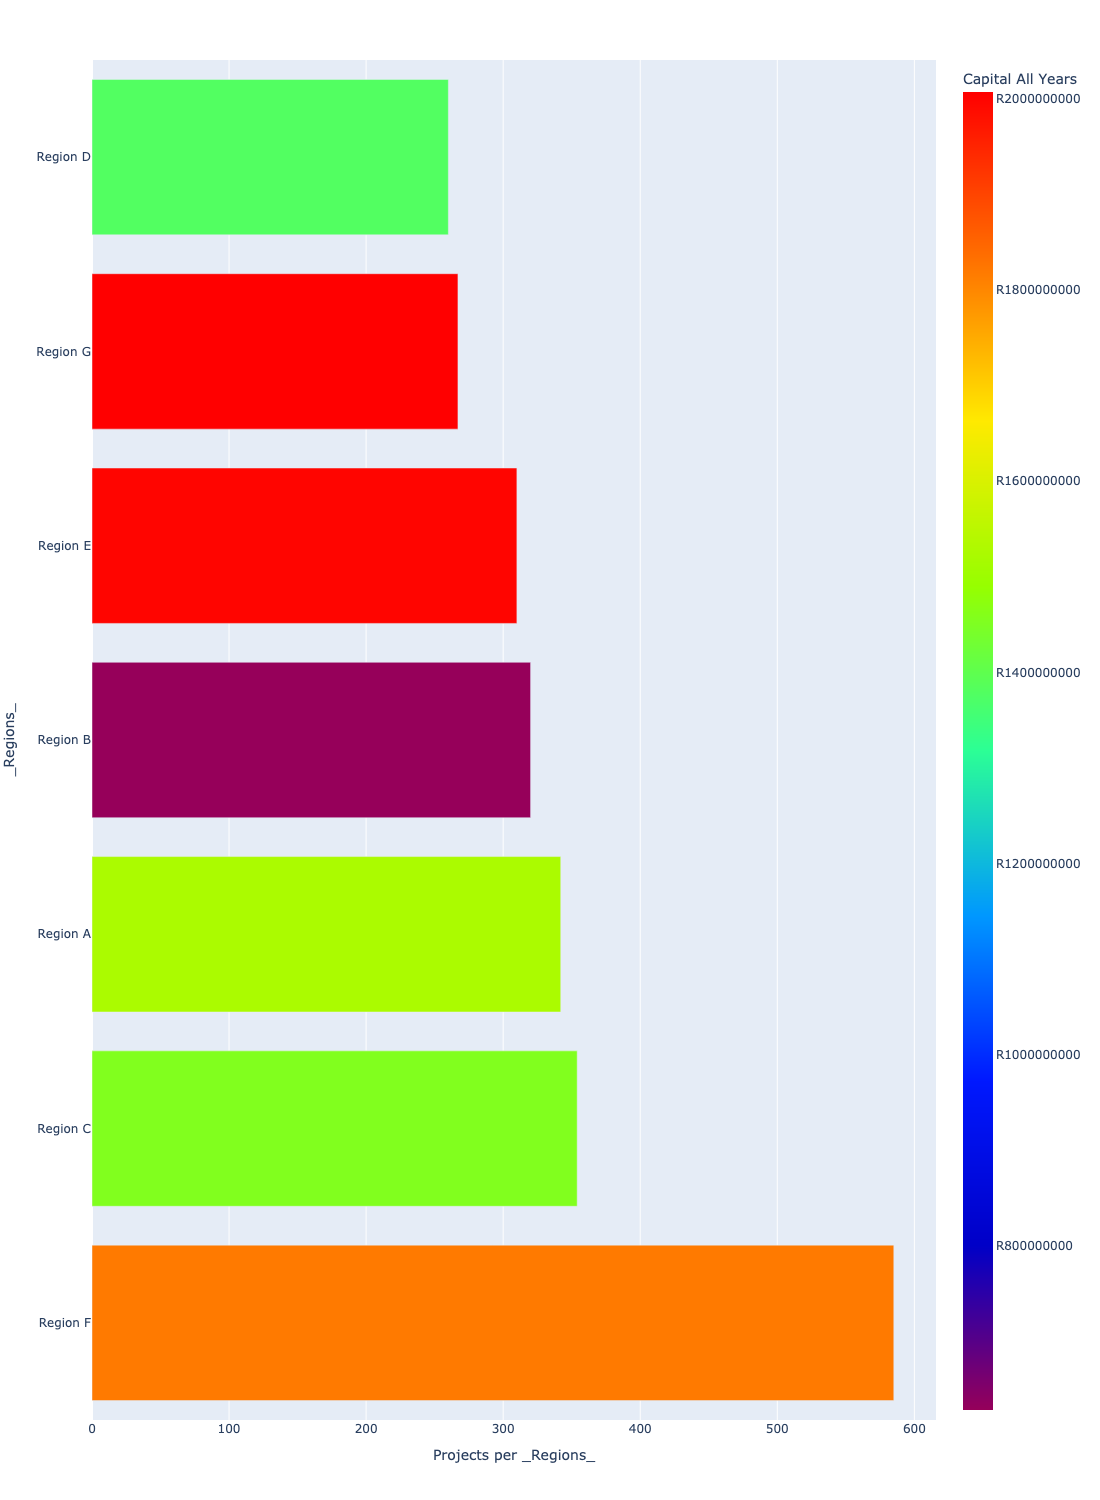 Capital All Years
R2000000000
R1800000000
R1600000000
R1400000000
R1200000000
R1000000000
R800000000
_Regions_
Region D
Region G
Region E
Region B
Region A
Region C
Region F
0 100 200 300 400 500 600
Projects per _Regions_